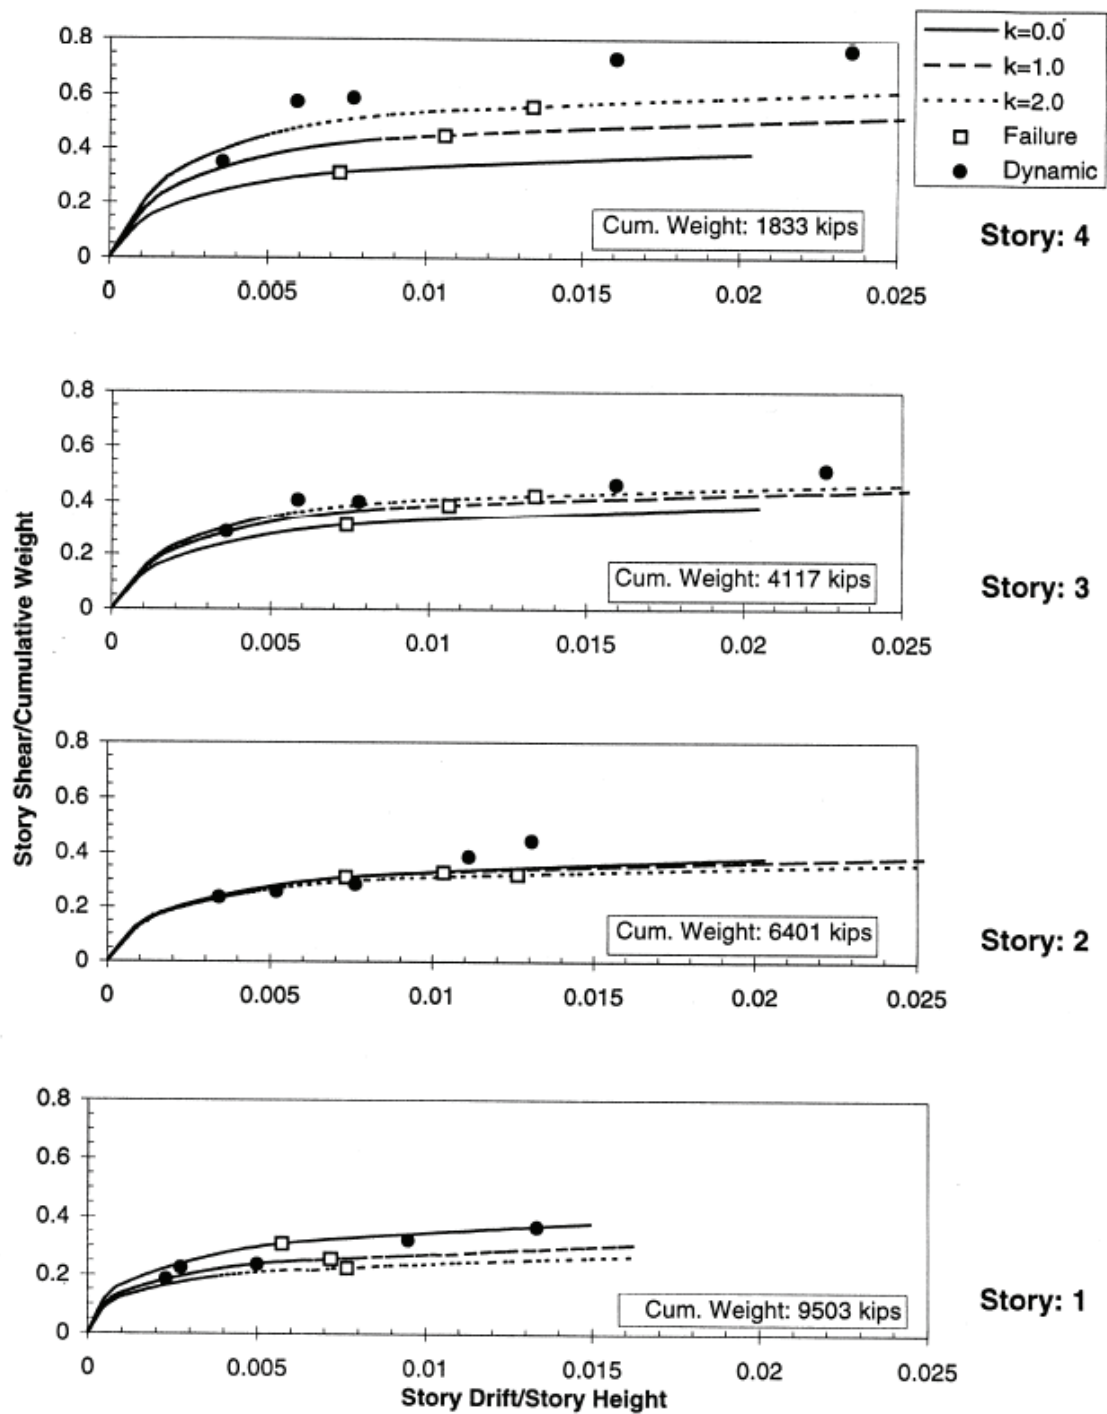 0.8
0.6
0.4
0.2
0
0
0.005
0.01
0.015
0.02
0.025
Cum. Weight: 1833 kips
k=0.0
k=1.0
k=2.0
Failure
Dynamic
Story: 4
0.8
0.6
0.4
0.2
0
0
0.005
0.01
0.015
0.02
0.025
Cum. Weight: 4117 kips
Story: 3
Story Shear/Cumulative Weight
0.8
0.6
0.4
0.2
0
0
0.005
0.01
0.015
0.02
0.025
Cum. Weight: 6401 kips
Story: 2
0.8
0.6
0.4
0.2
0
0
0.005
0.01
0.015
0.02
0.025
Cum. Weight: 9503 kips
Story: 1
Story Drift/Story Height